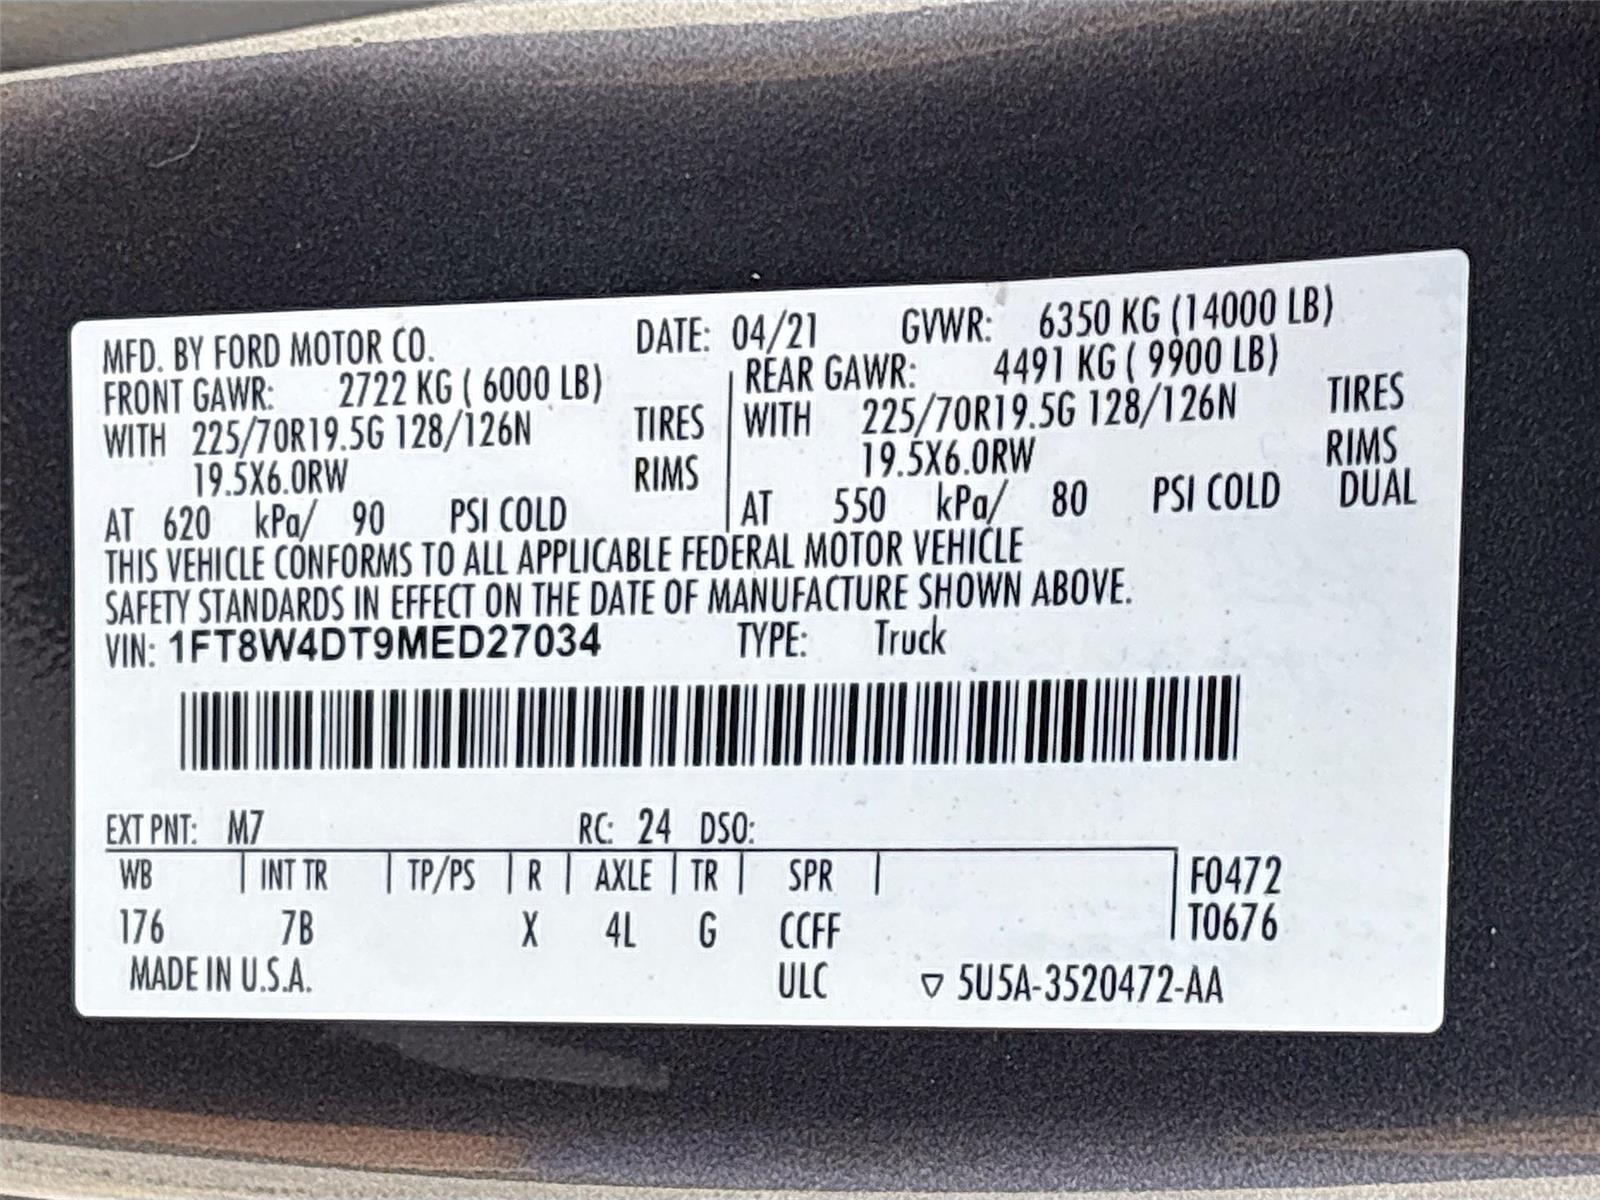 MFD. BY FORD MOTOR CO. DATE: 04/21 GVWR: 6350 KG (14000 LB)
FRONT GAWR: 2722 KG ( 6000 LB) REAR GAWR: 4491 KG ( 9900 LB)
WITH 225/70R19.5G 128/126N TIRES WITH 225/70R19.5G 128/126N TIRES
19.5X6.0RW RIMS 19.5X6.0RW RIMS
AT 620 kPa/ 90 PSI COLD AT 550 kPa/ 80 PSI COLD DUAL
THIS VEHICLE CONFORMS TO ALL APPLICABLE FEDERAL MOTOR VEHICLE
SAFETY STANDARDS IN EFFECT ON THE DATE OF MANUFACTURE SHOWN ABOVE.
VIN: 1FT8W4DT9MED27034 TYPE: Truck
EXT PNT: M7 RC: 24 DSO:
WB INT TR TP/PS R AXLE TR SPR F0472
176 7B X 4L G CCFF T0676
MADE IN U.S.A. ULC ▽ 5U5A-3520472-AA